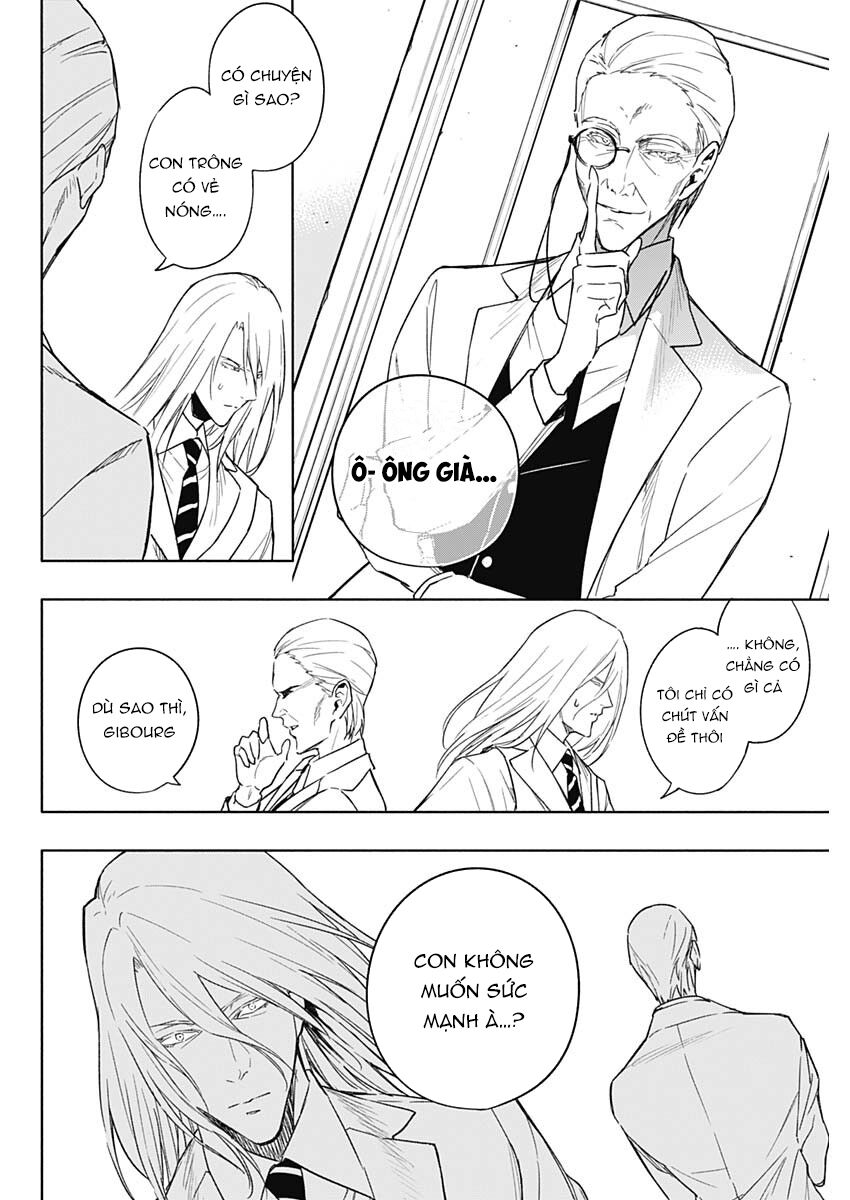 Ô- ÔNG GIÀ...
CÓ CHUYỆN
GÌ SAO?
CON TRÔNG
CÓ VẺ
NÓNG....
.... KHÔNG,
CHẲNG CÓ
GÌ CẢ
TÔI CHỈ CÓ
CHÚT VẤN
ĐỀ THÔI
DÙ SAO THÌ,
GIBOURG
CON KHÔNG
MUỐN SỨC
MẠNH À...?